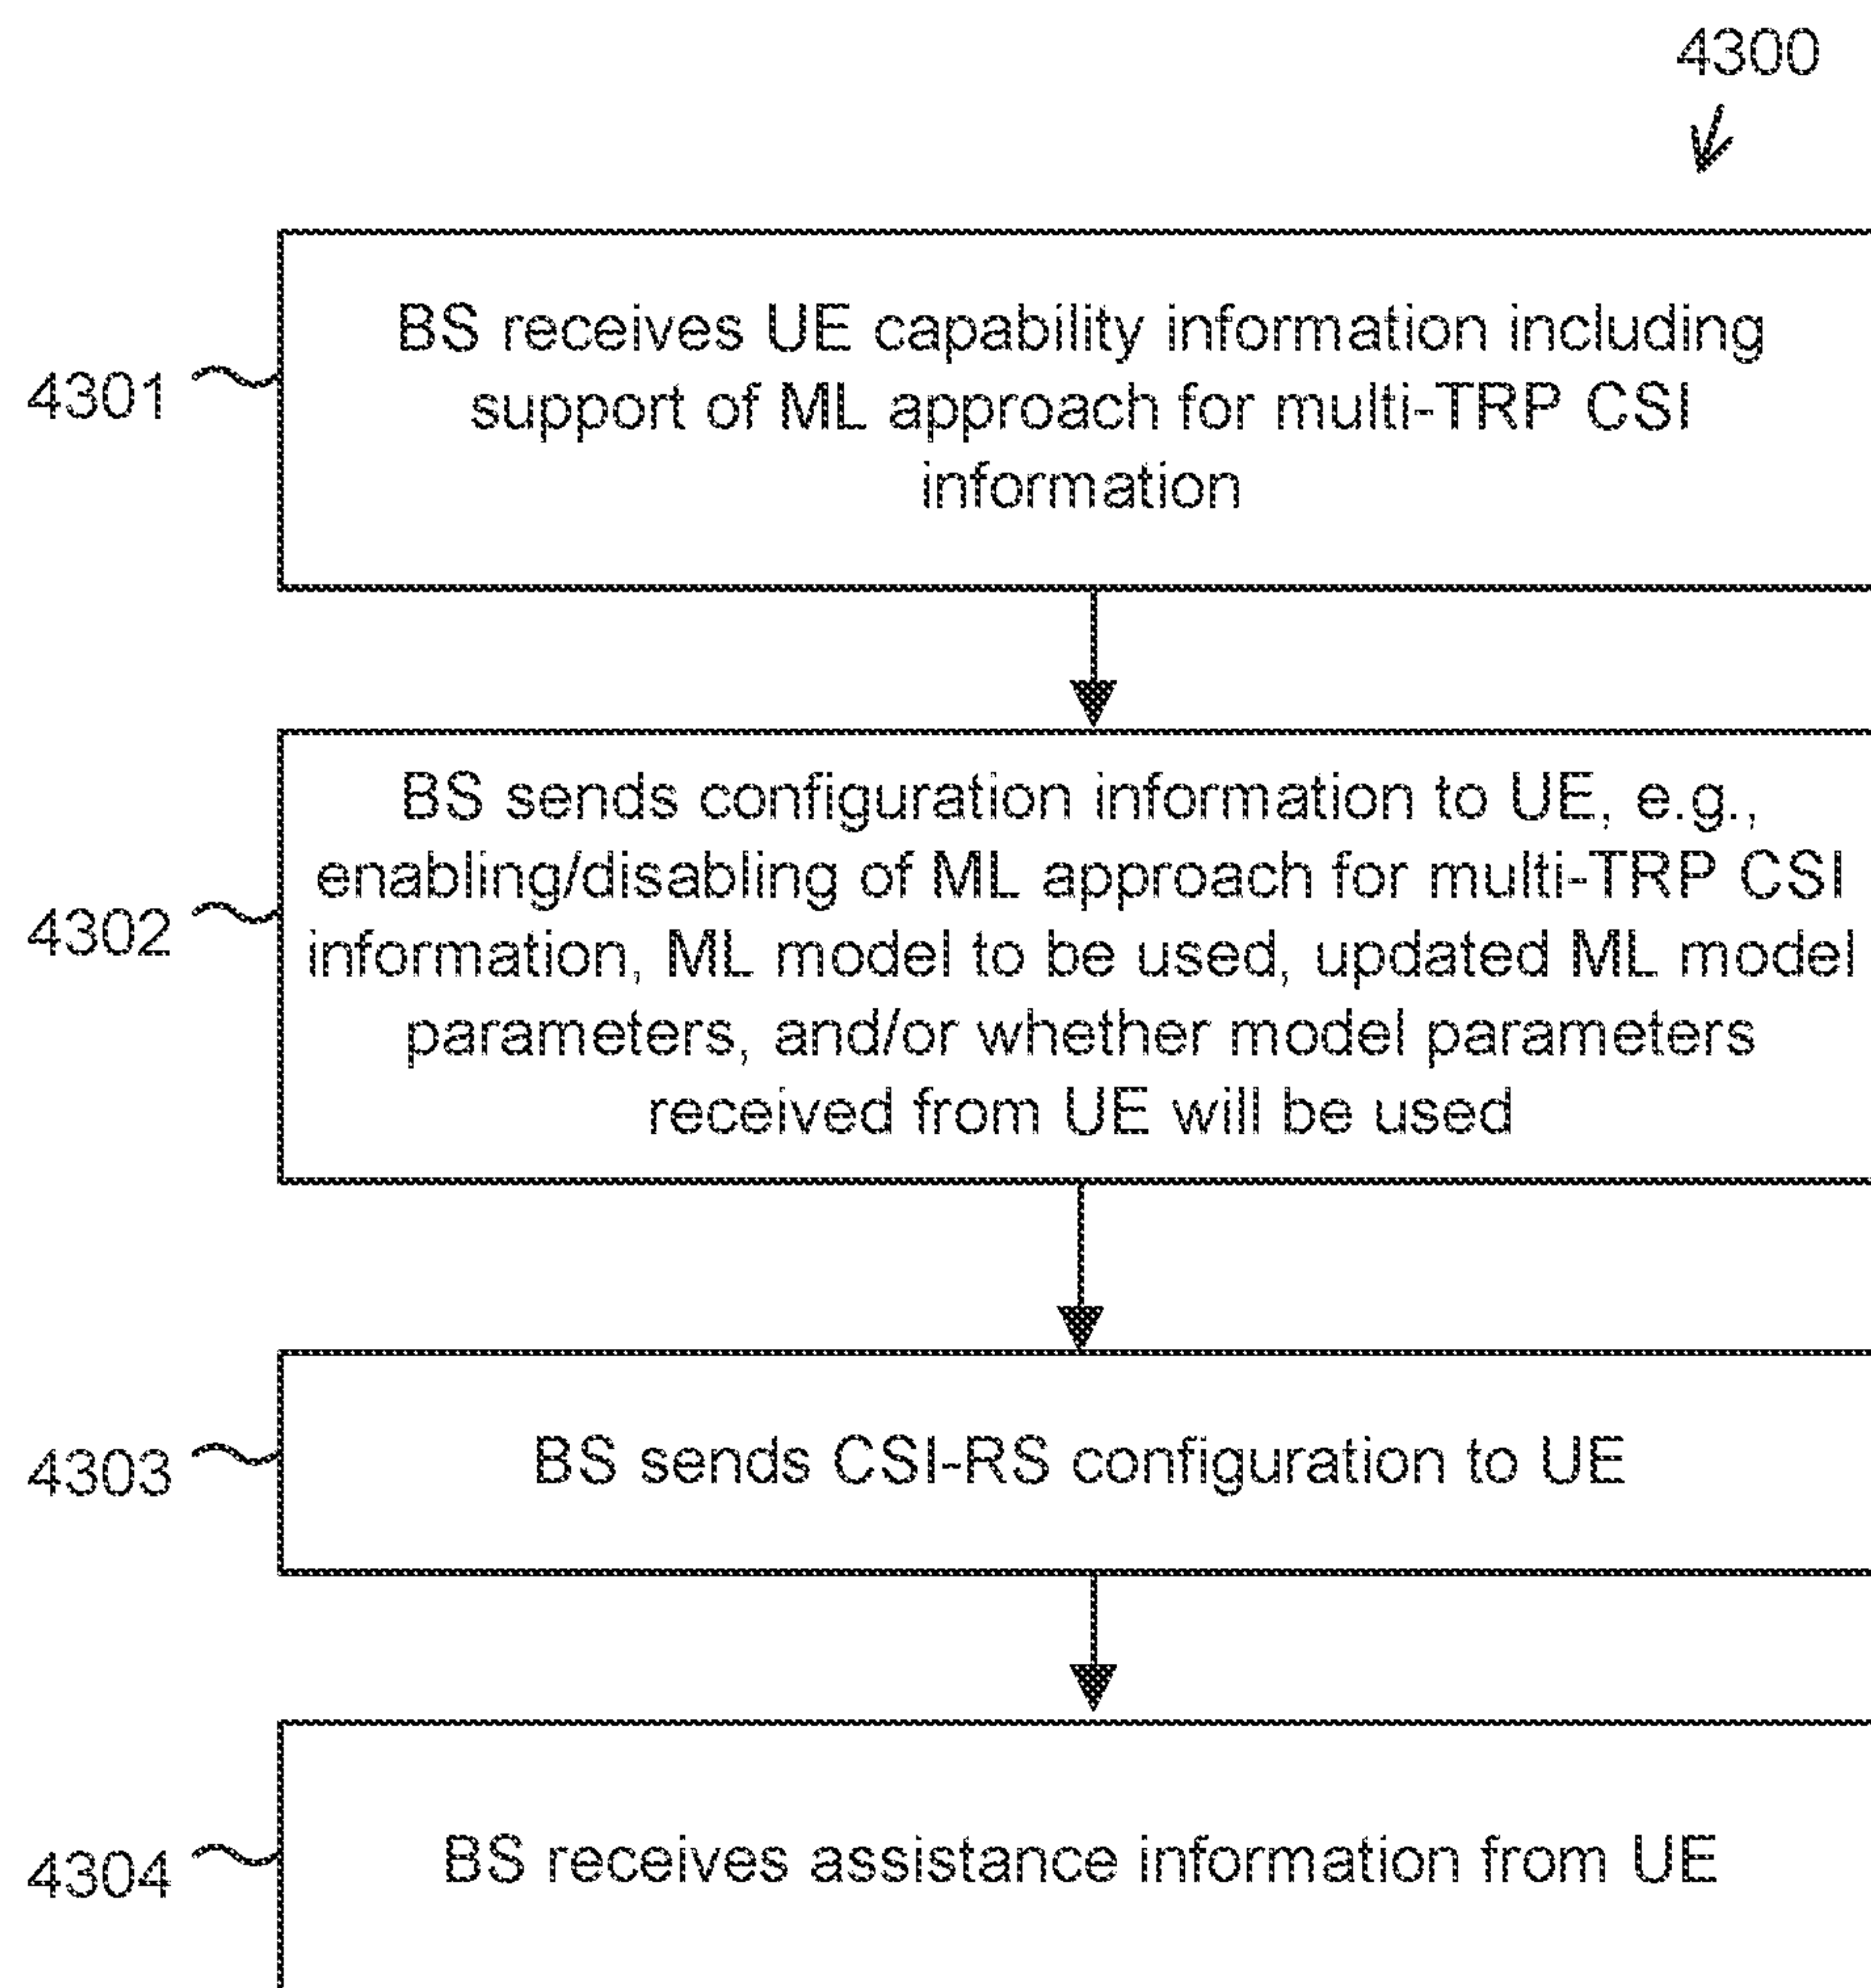 4300
BS receives UE capability information including
support of ML approach for multi-TRP CSI
information
4301
BS sends configuration information to UE, e.g.,
enabling/disabling of ML approach for multi-TRP CSI
information, ML model to be used, updated ML model
parameters, and/or whether model parameters
received from UE will be used
4302
BS sends CSI-RS configuration to UE
4303
BS receives assistance information from UE
4304